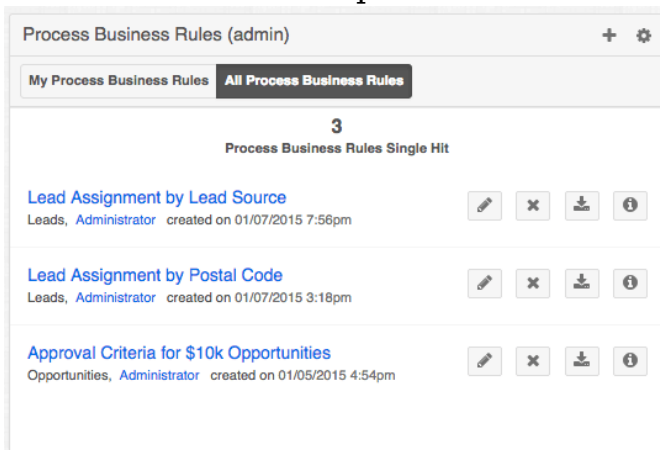 Process Business Rules (admin)
My Process Business Rules All Process Business Rules
3
Process Business Rules Single Hit
Lead Assignment by Lead Source
Leads, Administrator created on 01/07/2015 7:56pm
Lead Assignment by Postal Code
Leads, Administrator created on 01/07/2015 3:18pm
Approval Criteria for $10k Opportunities
Opportunities, Administrator created on 01/05/2015 4:54pm